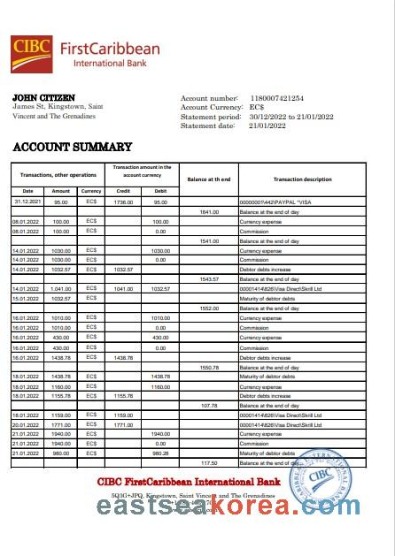 CIBC FirstCaribbean
International Bank
JOHN CITIZEN
James St, Kingstown, Saint
Vincent and The Grenadines
Account number: 1180007421254
Account Currency: EC$
Statement period: 30/12/2022 to 21/01/2022
Statement date: 21/01/2022
ACCOUNT SUMMARY
Transactions, other operations Transaction amount in the account currency Balance at th end Transaction description
Date Amount Currency Credit Debit
31.12.2021 95.00 EC$ 1736.00 95.00 PAYPAL *VISA
1641.00 Balance at the end of day
08.01.2022 100.00 EC$ 100.00 Currency expense
08.01.2022 100.00 EC$ 0.00 Commission
1541.00 Balance at the end of day
14.01.2022 1030.00 EC$ 1030.00 Currency expense
14.01.2022 1030.00 EC$ 0.00 Commission
14.01.2022 1032.57 EC$ 1032.57 Debtor debts increase
1543.57 Balance at the end of day
14.01.2022 1.041.00 EC$ 1041.00 1032.57 00001414\826\Visa Direct\Skrill Ltd
15.01.2022 1032.57 EC$ Maturity of debtor debts
1552.00 Balance at the end of day
16.01.2022 1010.00 EC$ 1010.00 Currency expense
16.01.2022 1010.00 EC$ 0.00 Commission
16.01.2022 430.00 EC$ 430.00 Currency expense
16.01.2022 430.00 EC$ 0.00 Commission
16.01.2022 1438.78 EC$ 1438.78 Debtor debts increase
1550.78 Balance at the end of day
18.01.2022 1438.78 EC$ 1438.78 Maturity of debtor debts
18.01.2022 1160.00 EC$ 1160.00 Currency expense
18.01.2022 1155.78 EC$ 1155.78 Debtor debts increase
107.78 Balance at the end of day
18.01.2022 1159.00 EC$ 1159.00 00001414\826\Visa Direct\Skrill Ltd
20.01.2022 1771.00 EC$ 1771.00 00001414\826\Visa Direct\Skrill Ltd
21.01.2022 1940.00 EC$ 1940.00 Currency expense
21.01.2022 1940.00 EC$ 0.00 Commission
21.01.2022 980.00 EC$ 980.26 Maturity of debtor debts
117.52 Balance at the end of day
CIBC
CIBC FirstCaribbean International Bank
Kingstown, Saint Vincent and The Grenadines
eastseakorea.com